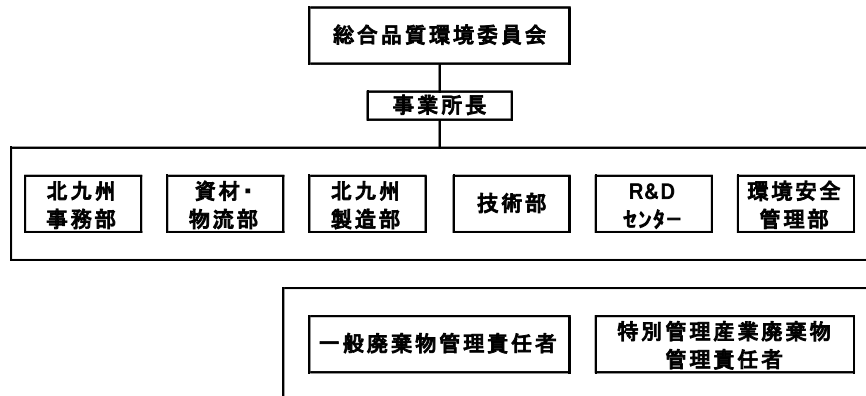 総合品質環境委員会
事業所長
北九州
事務部
資材・
物流部
北九州
製造部
技術部
R&D
センター
環境安全
管理部
一般廃棄物管理責任者
特別管理産業廃棄物
管理責任者